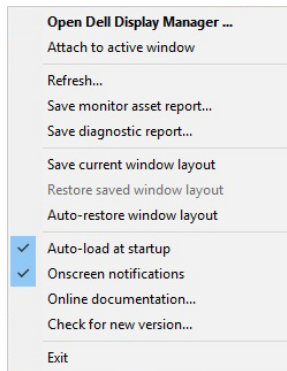 Open Dell Display Manager ...
Attach to active window
Refresh...
Save monitor asset report...
Save diagnostic report...
Save current window layout
Restore saved window layout
Auto-restore window layout
Auto-load at startup
Onscreen notifications
Online documentation...
Check for new version...
Exit